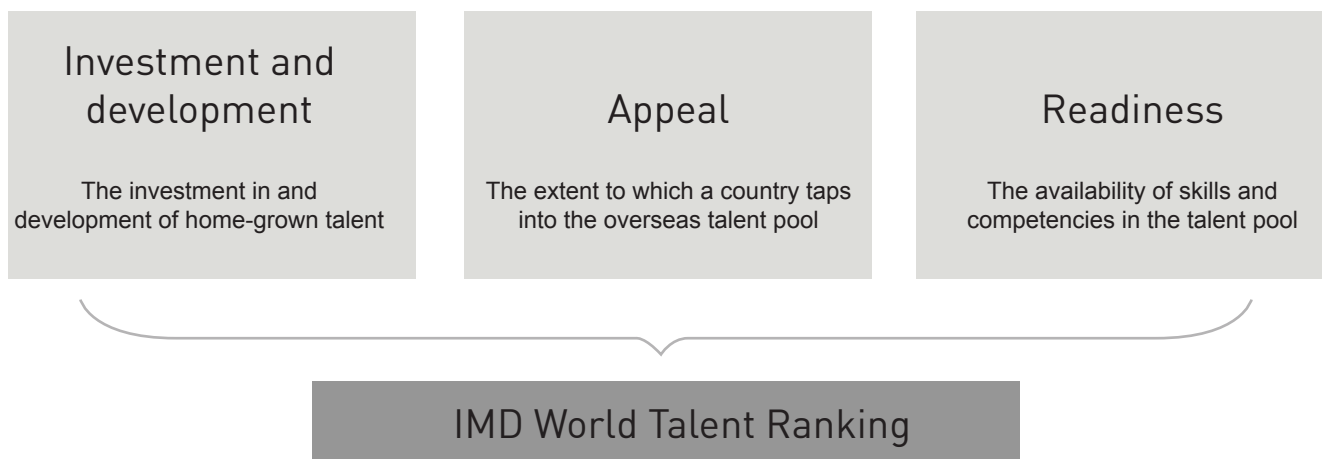 Investment and
development
The investment in and
development of home-grown talent
Appeal
The extent to which a country taps
into the overseas talent pool
Readiness
The availability of skills and
competencies in the talent pool
IMD World Talent Ranking